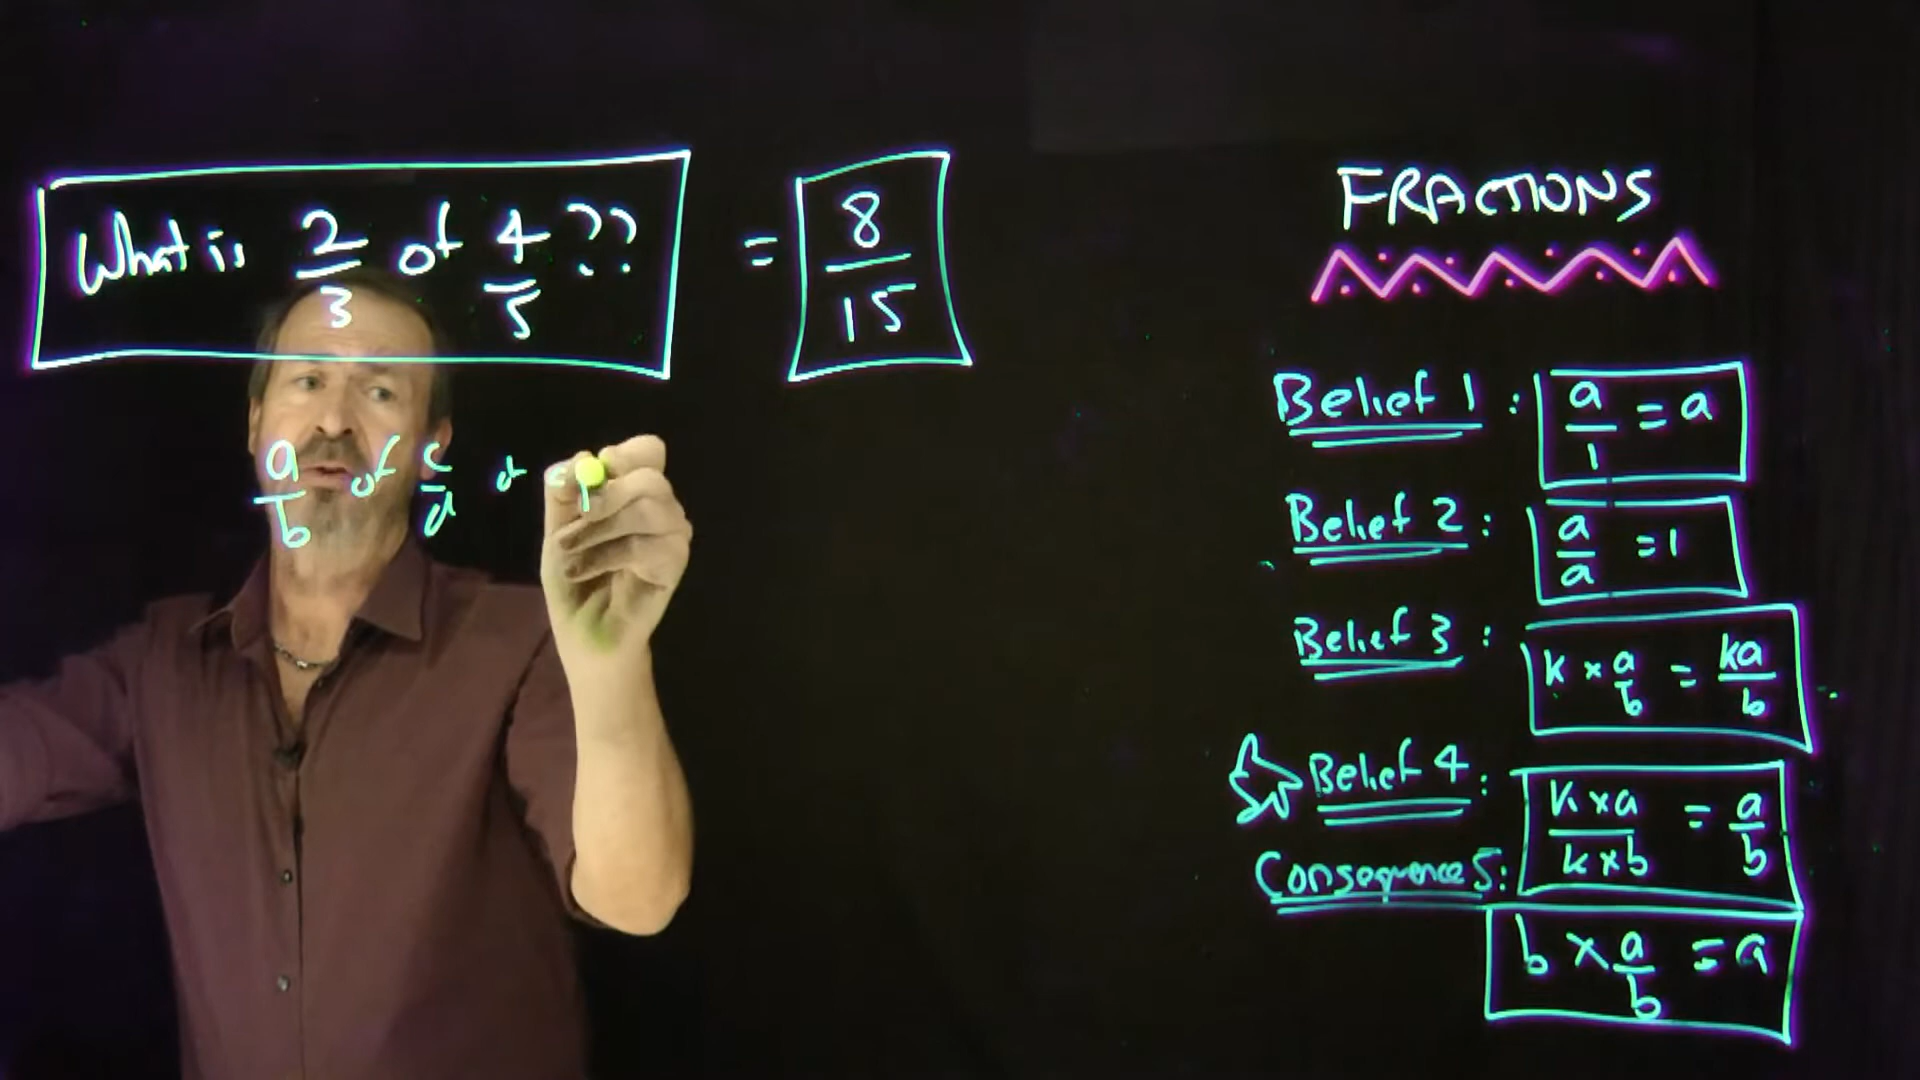 What is 2/3 of 4/5 ?? = 8/15
a/b of c/d
FRACTIONS
Belief 1 : a/1 = a
Belief 2 : a/a = 1
Belief 3 : k × a/b = ka/b
Belief 4 : k × a / k × b = a/b
Consequence 5 : b × a/b = a